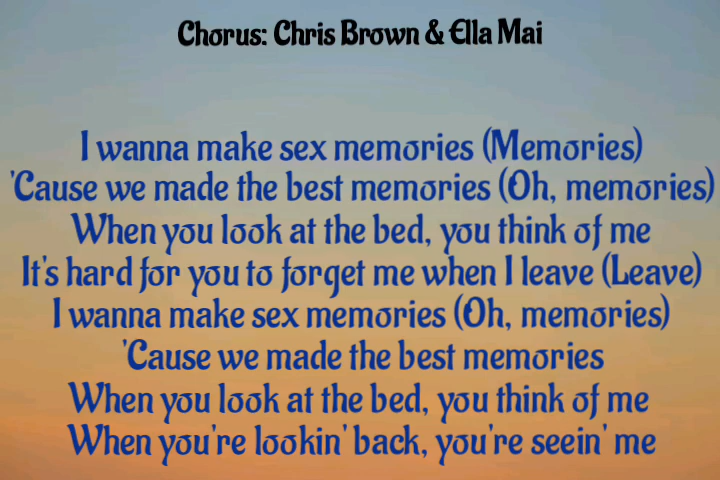 Chorus: Chris Brown & Ella Mai
I wanna make sex memories (Memories)
'Cause we made the best memories (Oh, memories)
When you look at the bed, you think of me
It's hard for you to forget me when I leave (Leave)
I wanna make sex memories (Oh, memories)
'Cause we made the best memories
When you look at the bed, you think of me
When you're lookin' back, you're seein' me